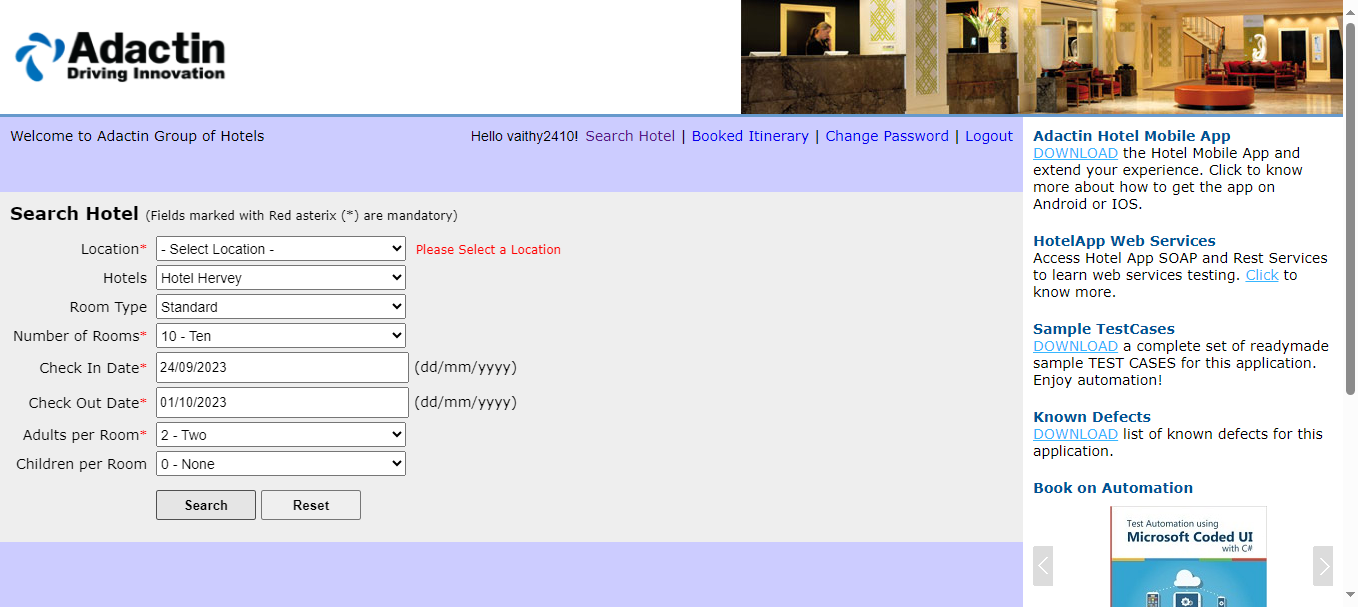 Adactin
Driving Innovation
Welcome to Adactin Group of Hotels
Hello vaithy2410! Search Hotel | Booked Itinerary | Change Password | Logout
Search Hotel (Fields marked with Red asterix (*) are mandatory)
Location* - Select Location - Please Select a Location
Hotels Hotel Hervey
Room Type Standard
Number of Rooms* 10 - Ten
Check In Date* 24/09/2023 (dd/mm/yyyy)
Check Out Date* 01/10/2023 (dd/mm/yyyy)
Adults per Room* 2 - Two
Children per Room 0 - None
Search Reset
Adactin Hotel Mobile App
DOWNLOAD the Hotel Mobile App and
extend your experience. Click to know
more about how to get the app on
Android or IOS.
HotelApp Web Services
Access Hotel App SOAP and Rest Services
to learn web services testing. Click to
know more.
Sample TestCases
DOWNLOAD a complete set of readymade
sample TEST CASES for this application.
Enjoy automation!
Known Defects
DOWNLOAD list of known defects for this
application.
Book on Automation
Test Automation using
Microsoft Coded UI
with C#